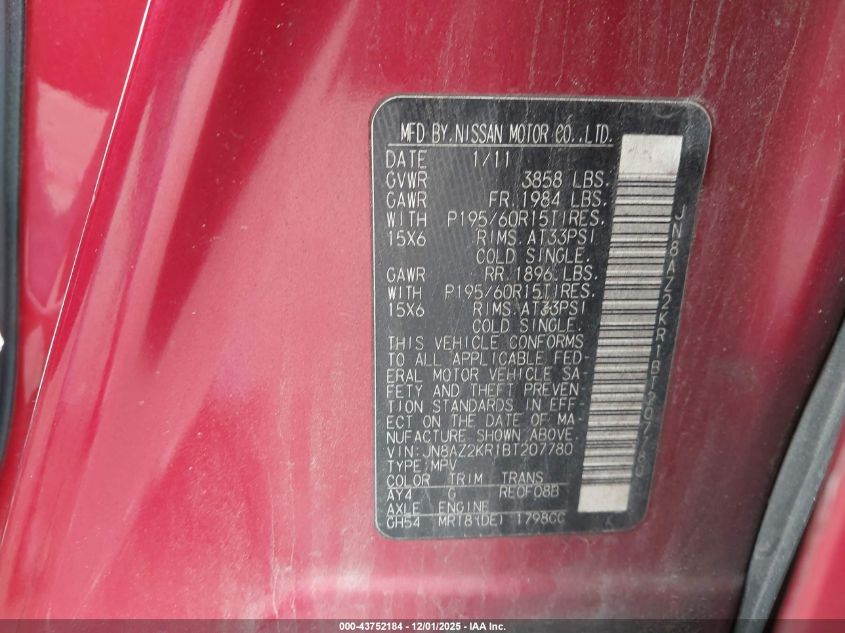 MFD BY NISSAN MOTOR CO.,LTD.
DATE 1/11
GVWR 3858 LBS.
GAWR FR.1984 LBS.
WITH P195/60R15TIRES.
15X6 RIMS.AT33PSI
COLD SINGLE.
GAWR RR.1896.LBS.
WITH P195/60R15TIRES.
15X6 RIMS.AT33PSI
COLD SINGLE.
THIS VEHICLE CONFORMS
TO ALL APPLICABLE FED-
ERAL MOTOR VEHICLE SA-
FETY AND THEFT PREVEN
TION STANDARDS IN EFF
ECT ON THE DATE OF MA
NUFACTURE SHOWN ABOVE.
VIN:JN8AZ2KR1BT207780
TYPE:MPV
COLOR TRIM TRANS
AY4 G RE0F08B
AXLE ENGINE
GH54 MR18(DE) 1798CC
JN8AZ2KR1BT207780
000-43752184 - 12/01/2025 - IAA Inc.